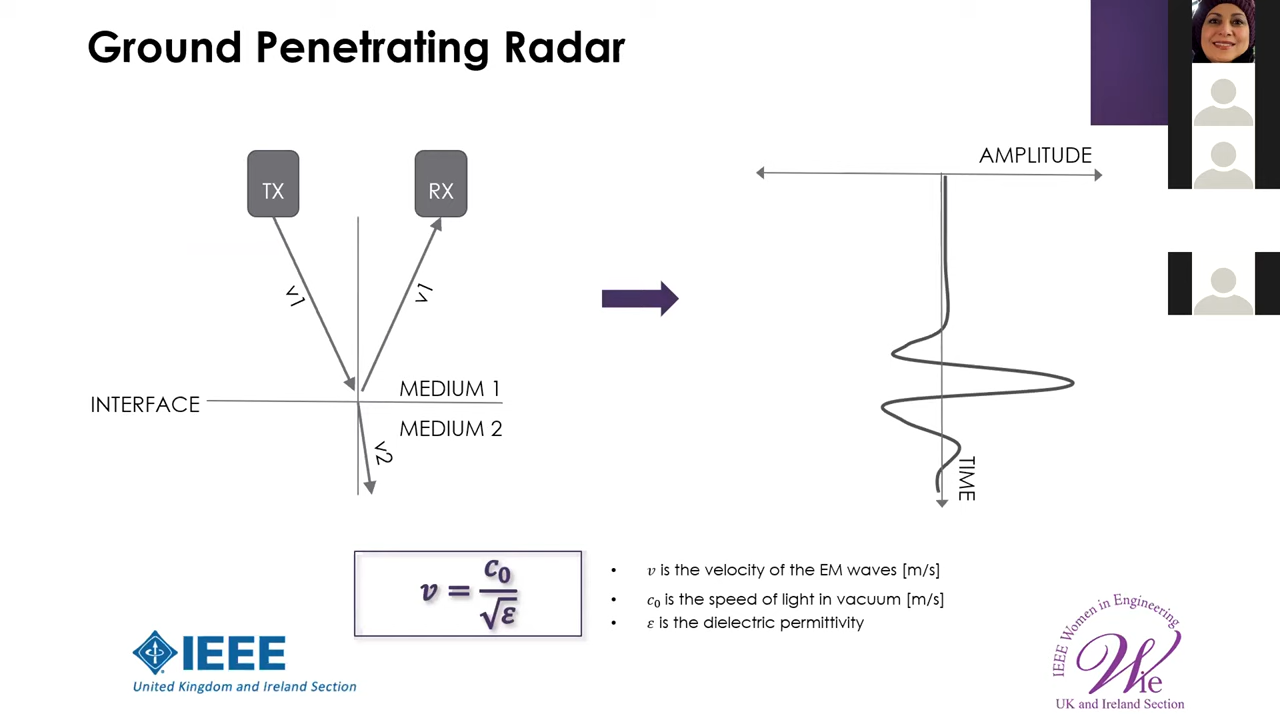 Ground Penetrating Radar
TX
RX
v1
v1
INTERFACE
MEDIUM 1
MEDIUM 2
v2
AMPLITUDE
TIME
v = c₀/√ε
• v is the velocity of the EM waves [m/s]
• c₀ is the speed of light in vacuum [m/s]
• ε is the dielectric permittivity
IEEE
United Kingdom and Ireland Section
IEEE Women in Engineering
Wie
UK and Ireland Section